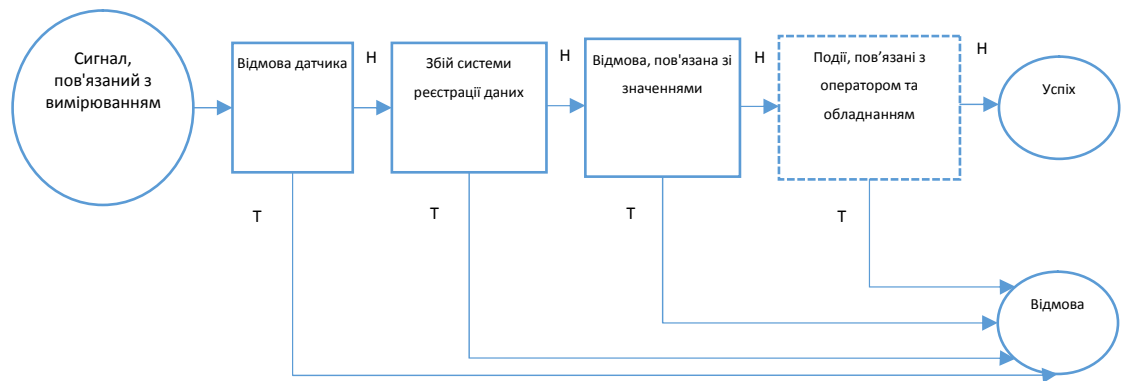 Сигнал,
пов'язаний з
вимірюванням
Відмова датчика
Н
Збій системи
реєстрації даних
Н
Відмова, пов'язана зі
значеннями
Н
Події, пов’язані з
оператором та
обладнанням
Н
Успіх
Т
Т
Т
Т
Відмова